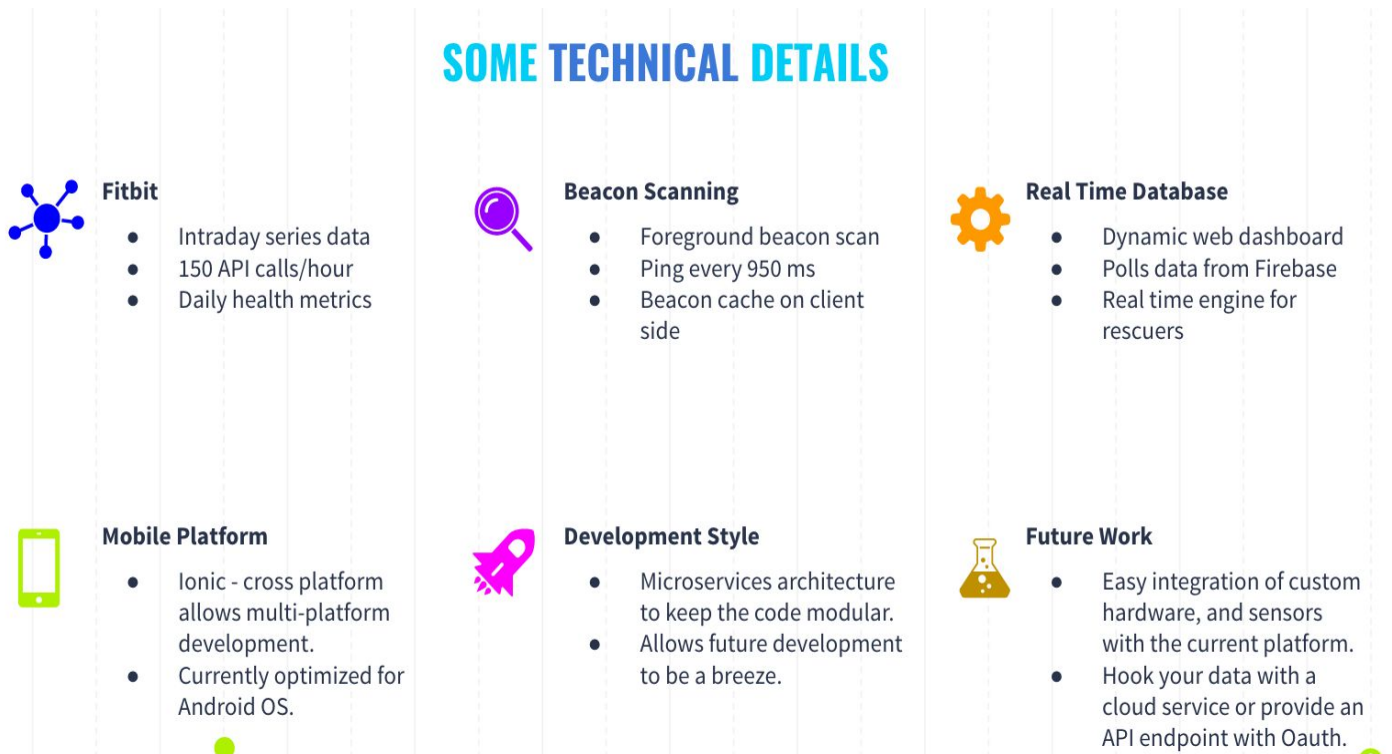 SOME TECHNICAL DETAILS
Fitbit
● Intraday series data
● 150 API calls/hour
● Daily health metrics
Beacon Scanning
● Foreground beacon scan
● Ping every 950 ms
● Beacon cache on client
side
Real Time Database
● Dynamic web dashboard
● Polls data from Firebase
● Real time engine for
rescuers
Mobile Platform
● Ionic - cross platform
allows multi-platform
development.
● Currently optimized for
Android OS.
Development Style
● Microservices architecture
to keep the code modular.
● Allows future development
to be a breeze.
Future Work
● Easy integration of custom
hardware, and sensors
with the current platform.
● Hook your data with a
cloud service or provide an
API endpoint with Oauth.